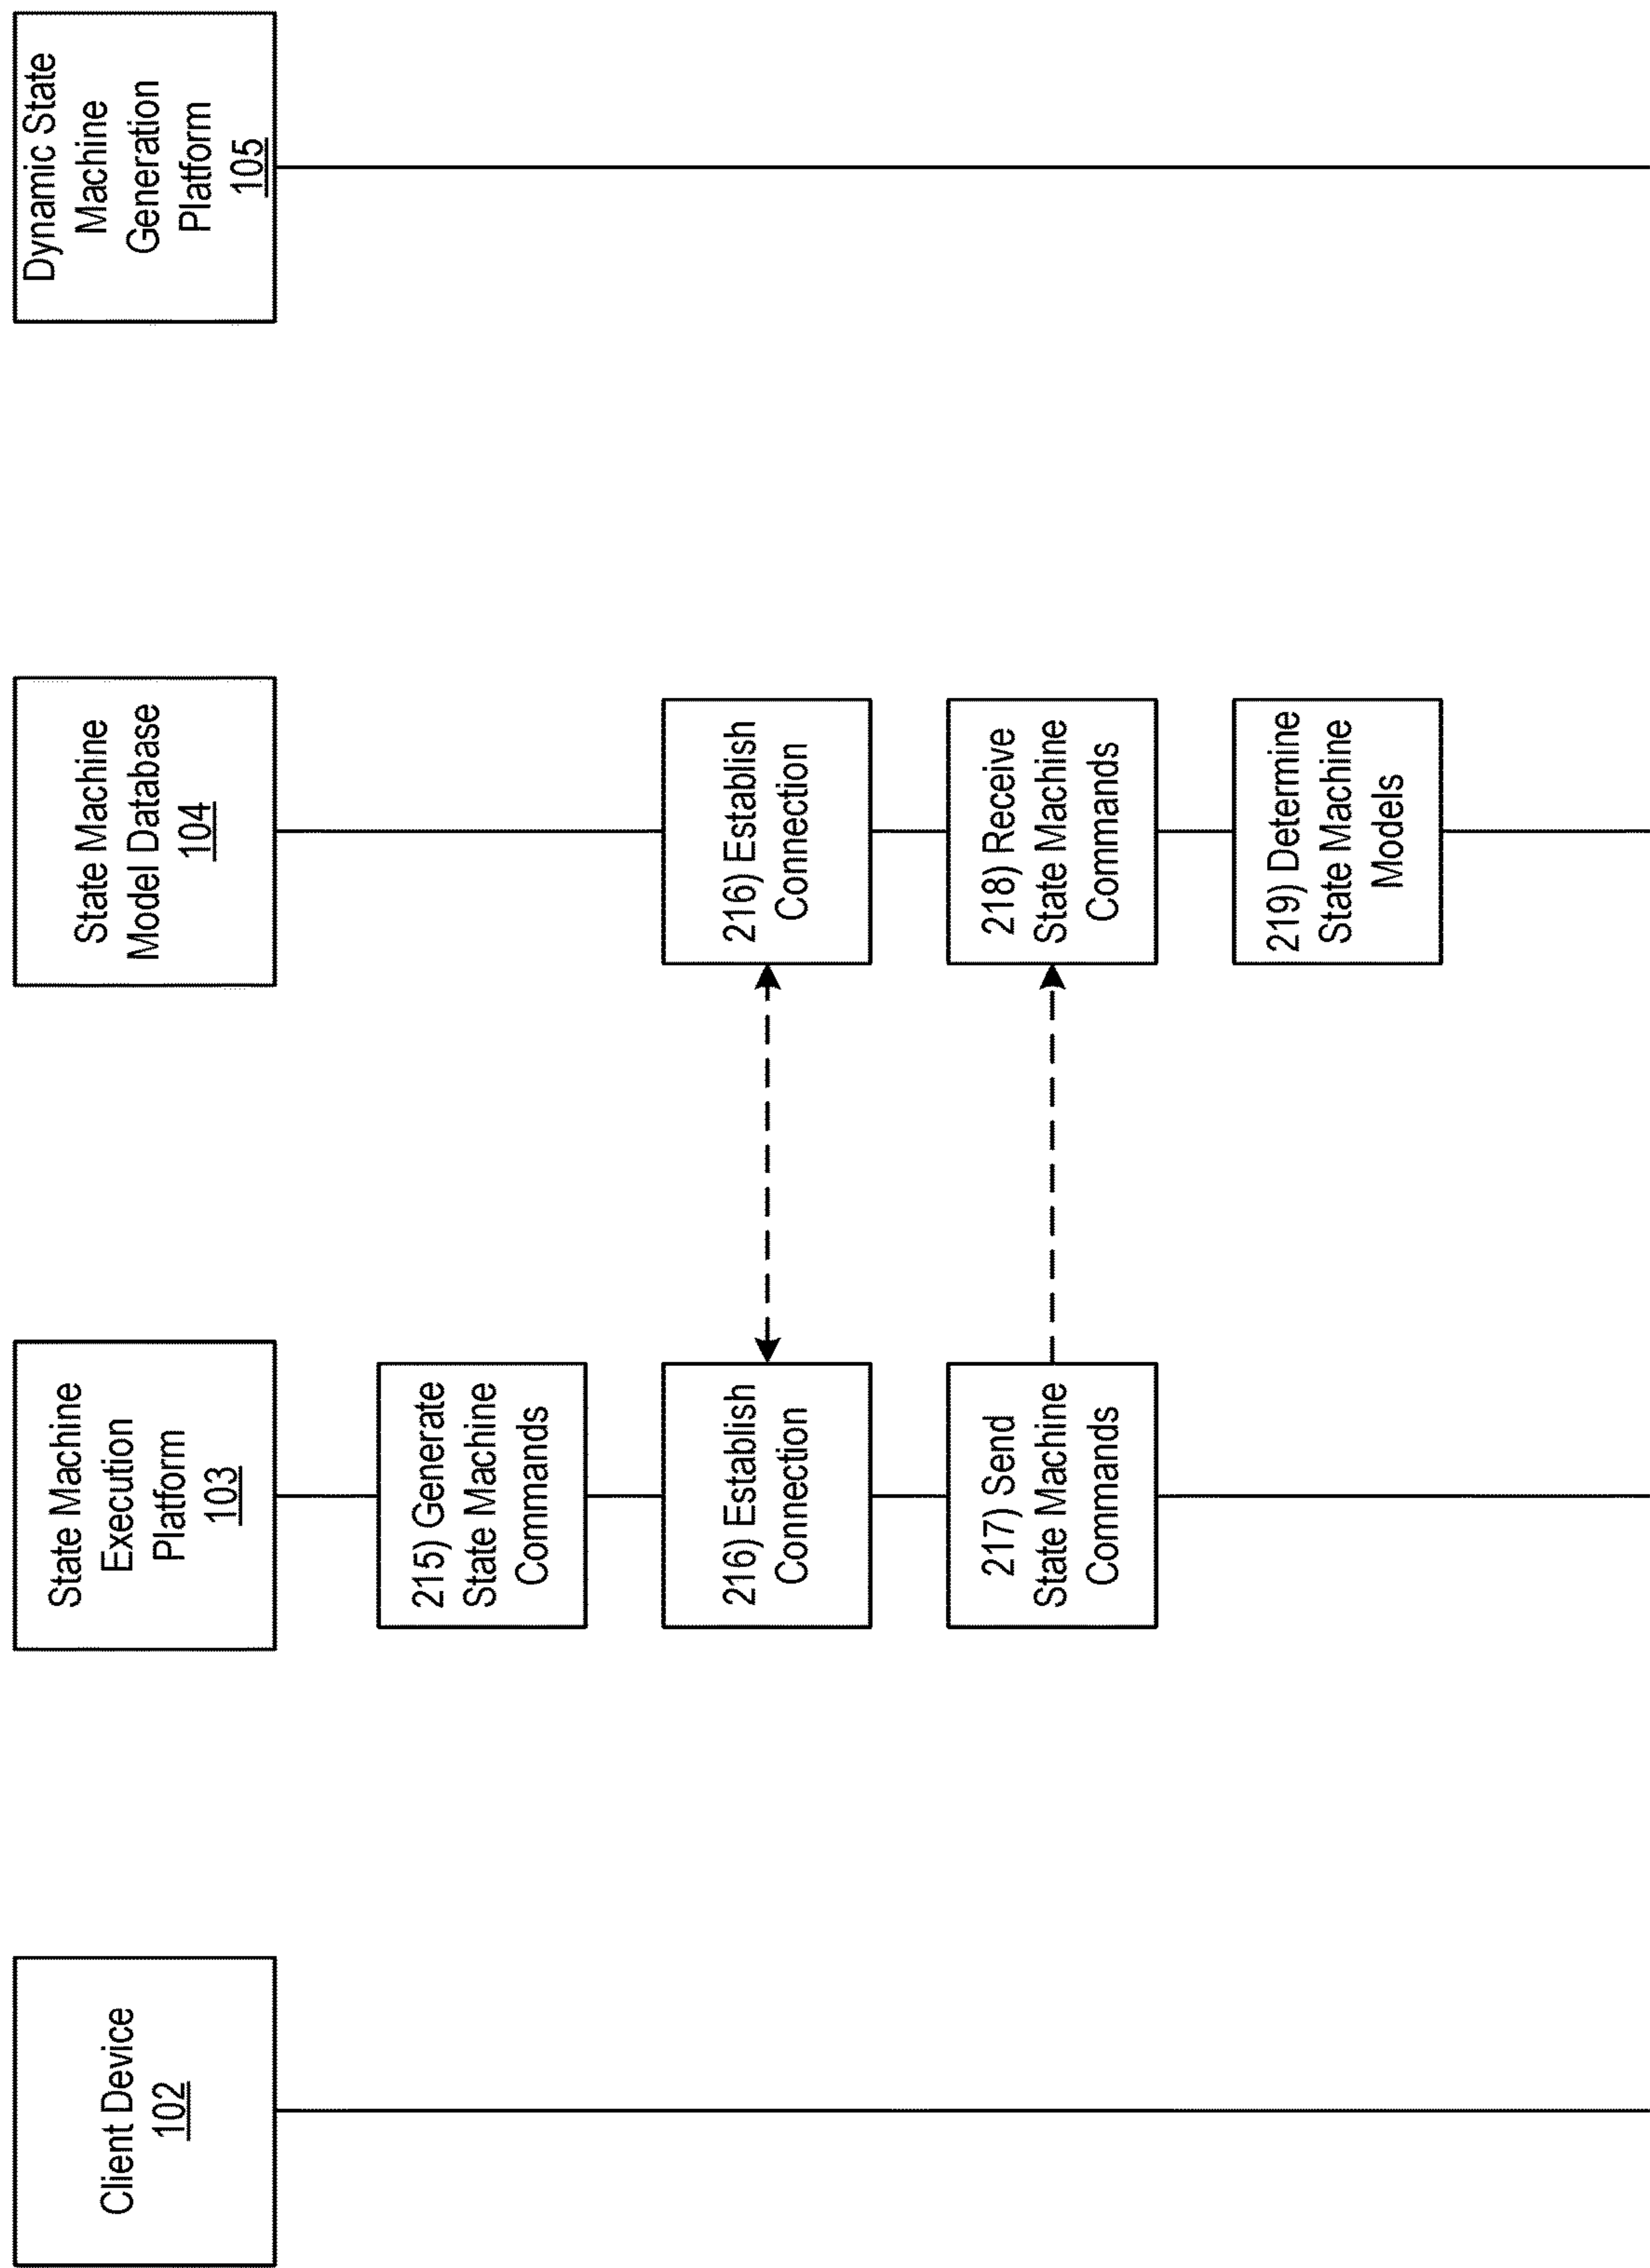 Client Device
102
State Machine
Execution
Platform
103
State Machine
Model Database
104
Dynamic State
Machine
Generation
Platform
105
215) Generate
State Machine
Commands
216) Establish
Connection
216) Establish
Connection
217) Send
State Machine
Commands
218) Receive
State Machine
Commands
219) Determine
State Machine
Models